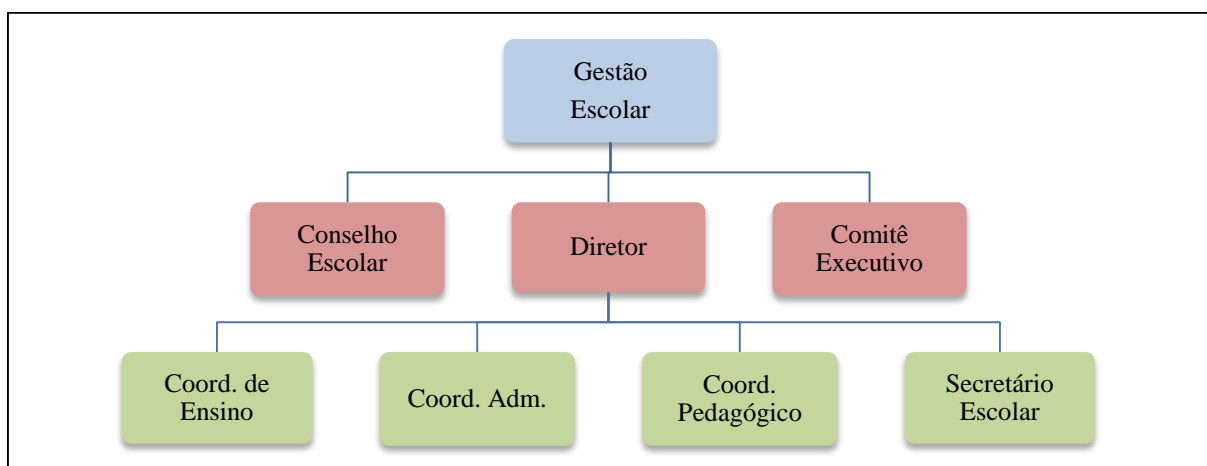 Gestão
Escolar
Conselho
Escolar
Diretor
Comitê
Executivo
Coord. de
Ensino
Coord. Adm.
Coord.
Pedagógico
Secretário
Escolar